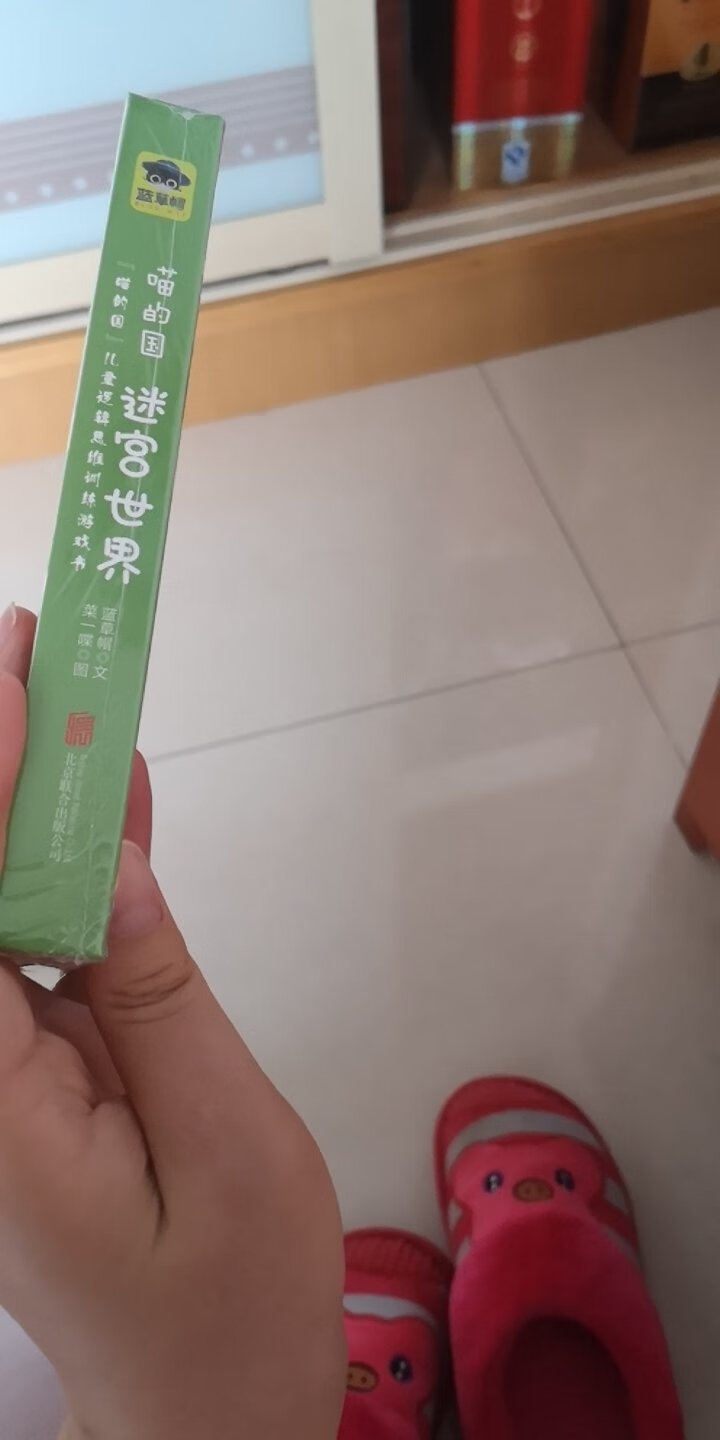 蓝草帽
喵的国 迷宫世界
“喵的国”儿童逻辑思维训练游戏书
蓝草帽◎文
菜一喋◎图
北京联合出版公司